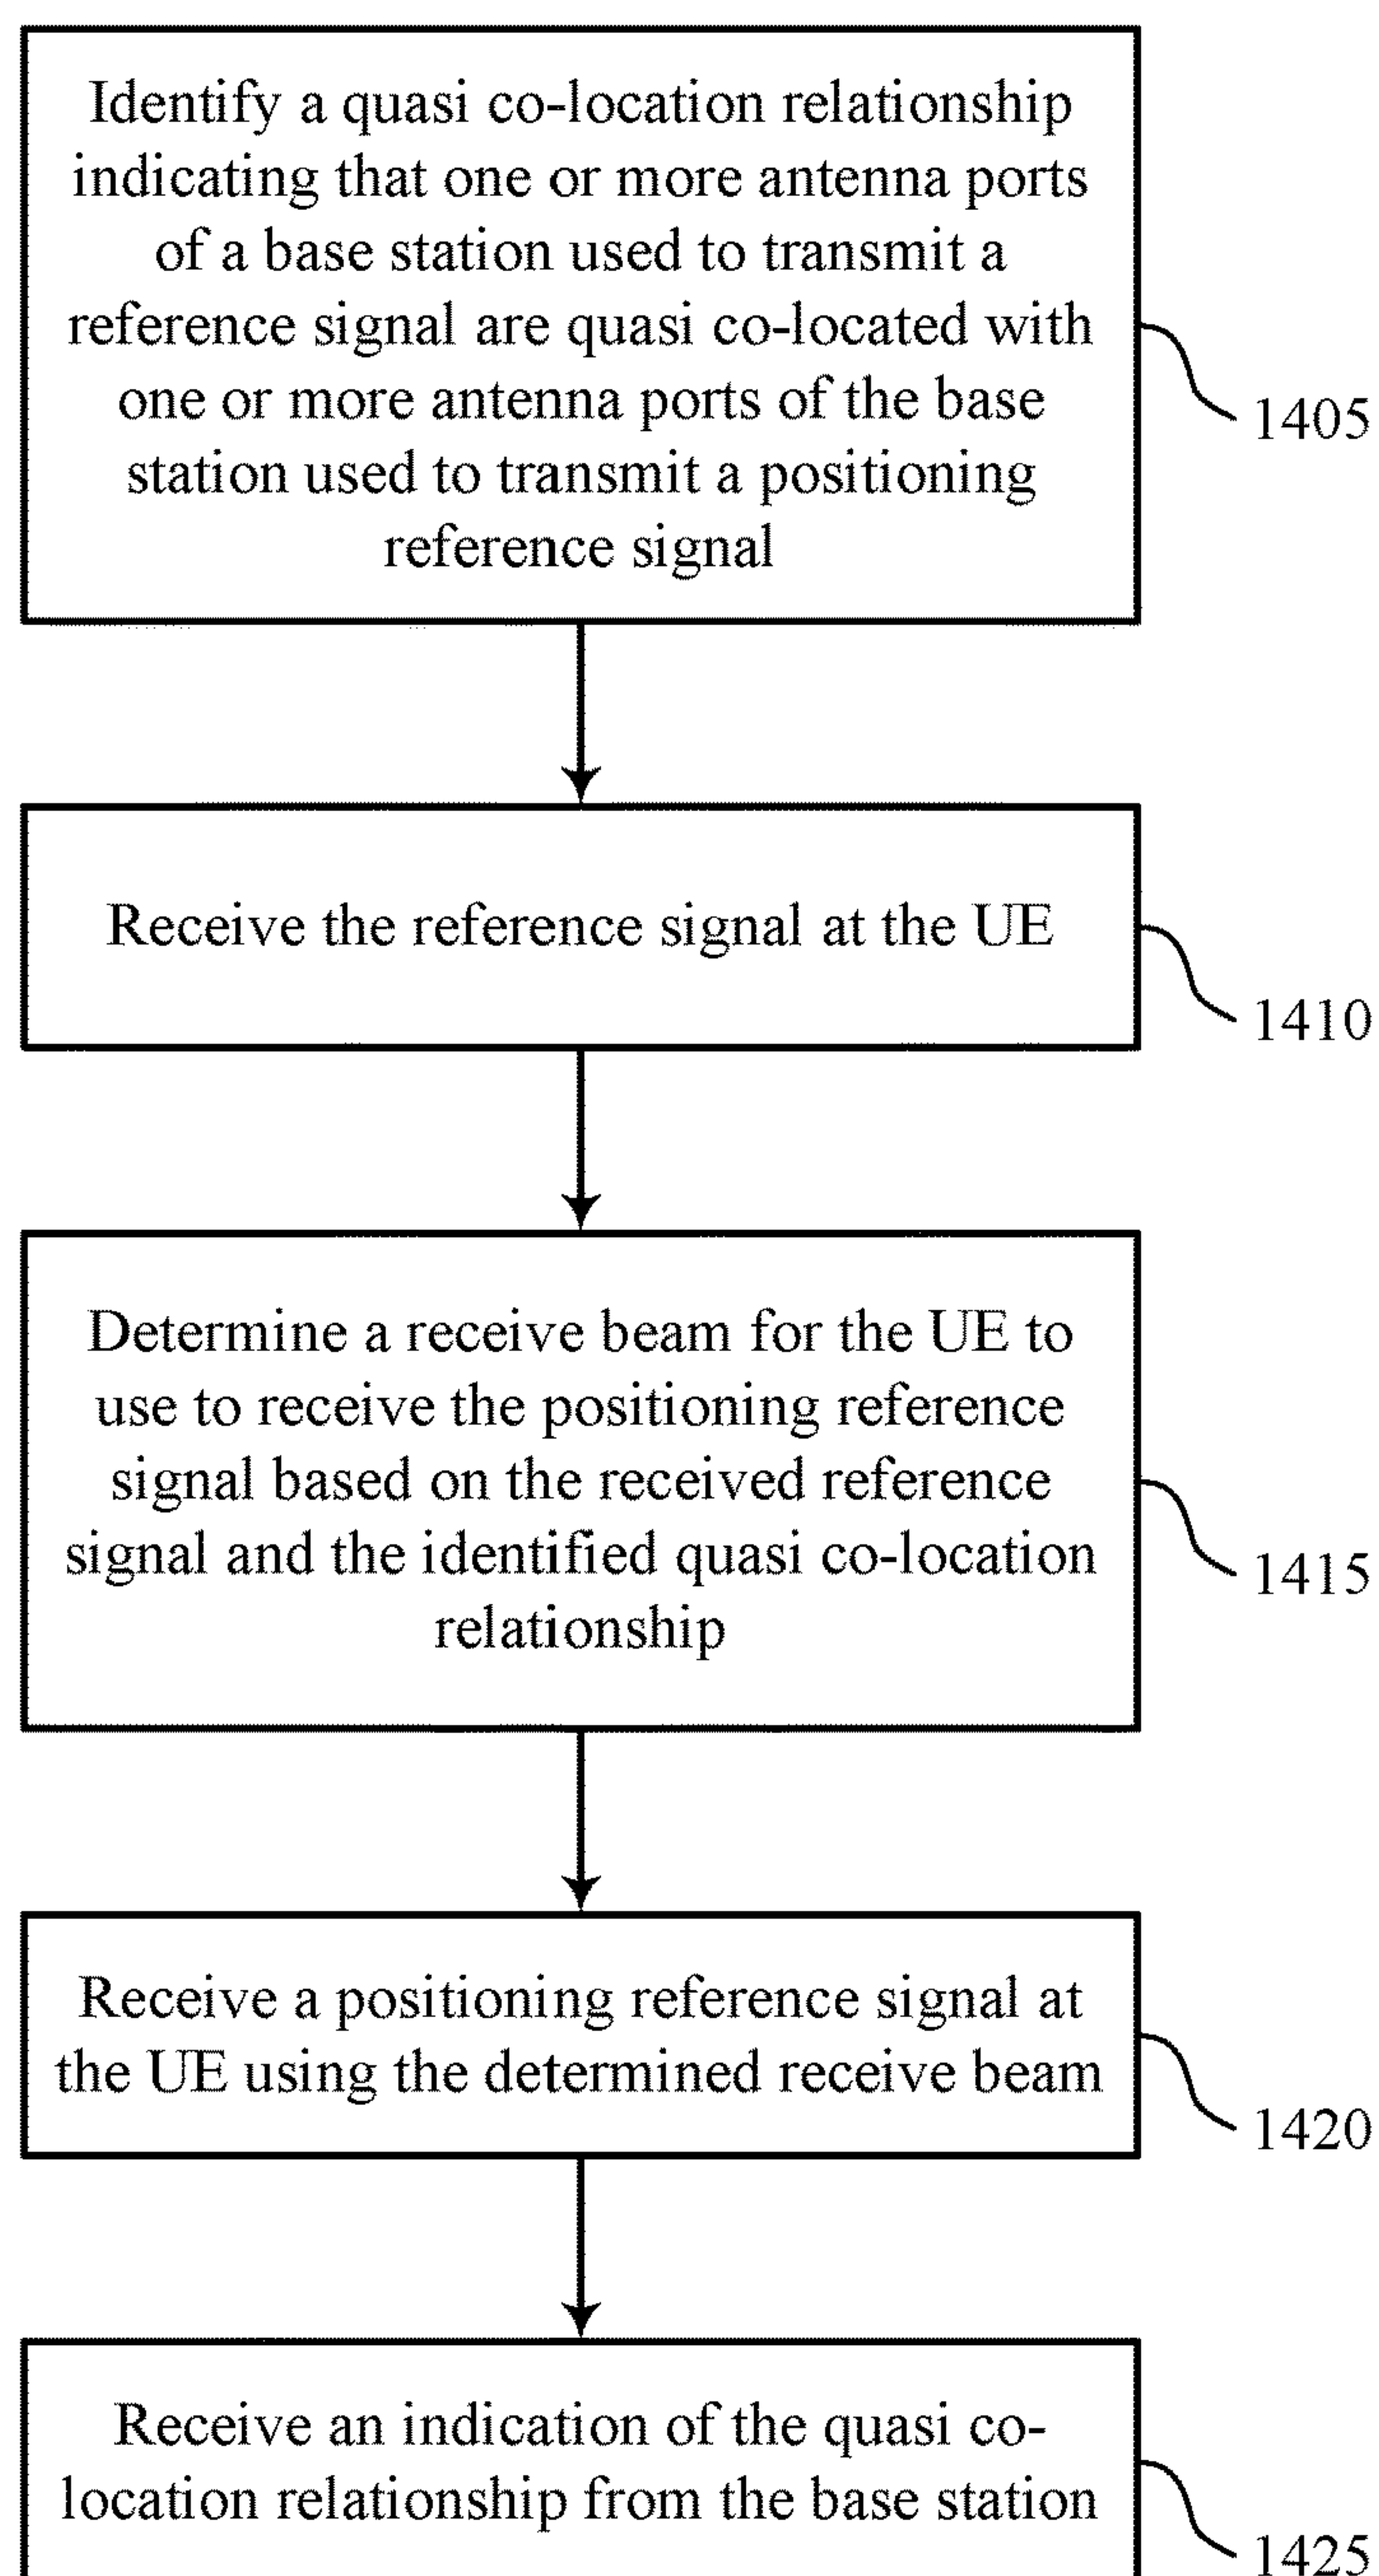 Identify a quasi co-location relationship
indicating that one or more antenna ports
of a base station used to transmit a
reference signal are quasi co-located with
one or more antenna ports of the base
station used to transmit a positioning
reference signal
1405
Receive the reference signal at the UE
1410
Determine a receive beam for the UE to
use to receive the positioning reference
signal based on the received reference
signal and the identified quasi co-location
relationship
1415
Receive a positioning reference signal at
the UE using the determined receive beam
1420
Receive an indication of the quasi co-
location relationship from the base station
1425